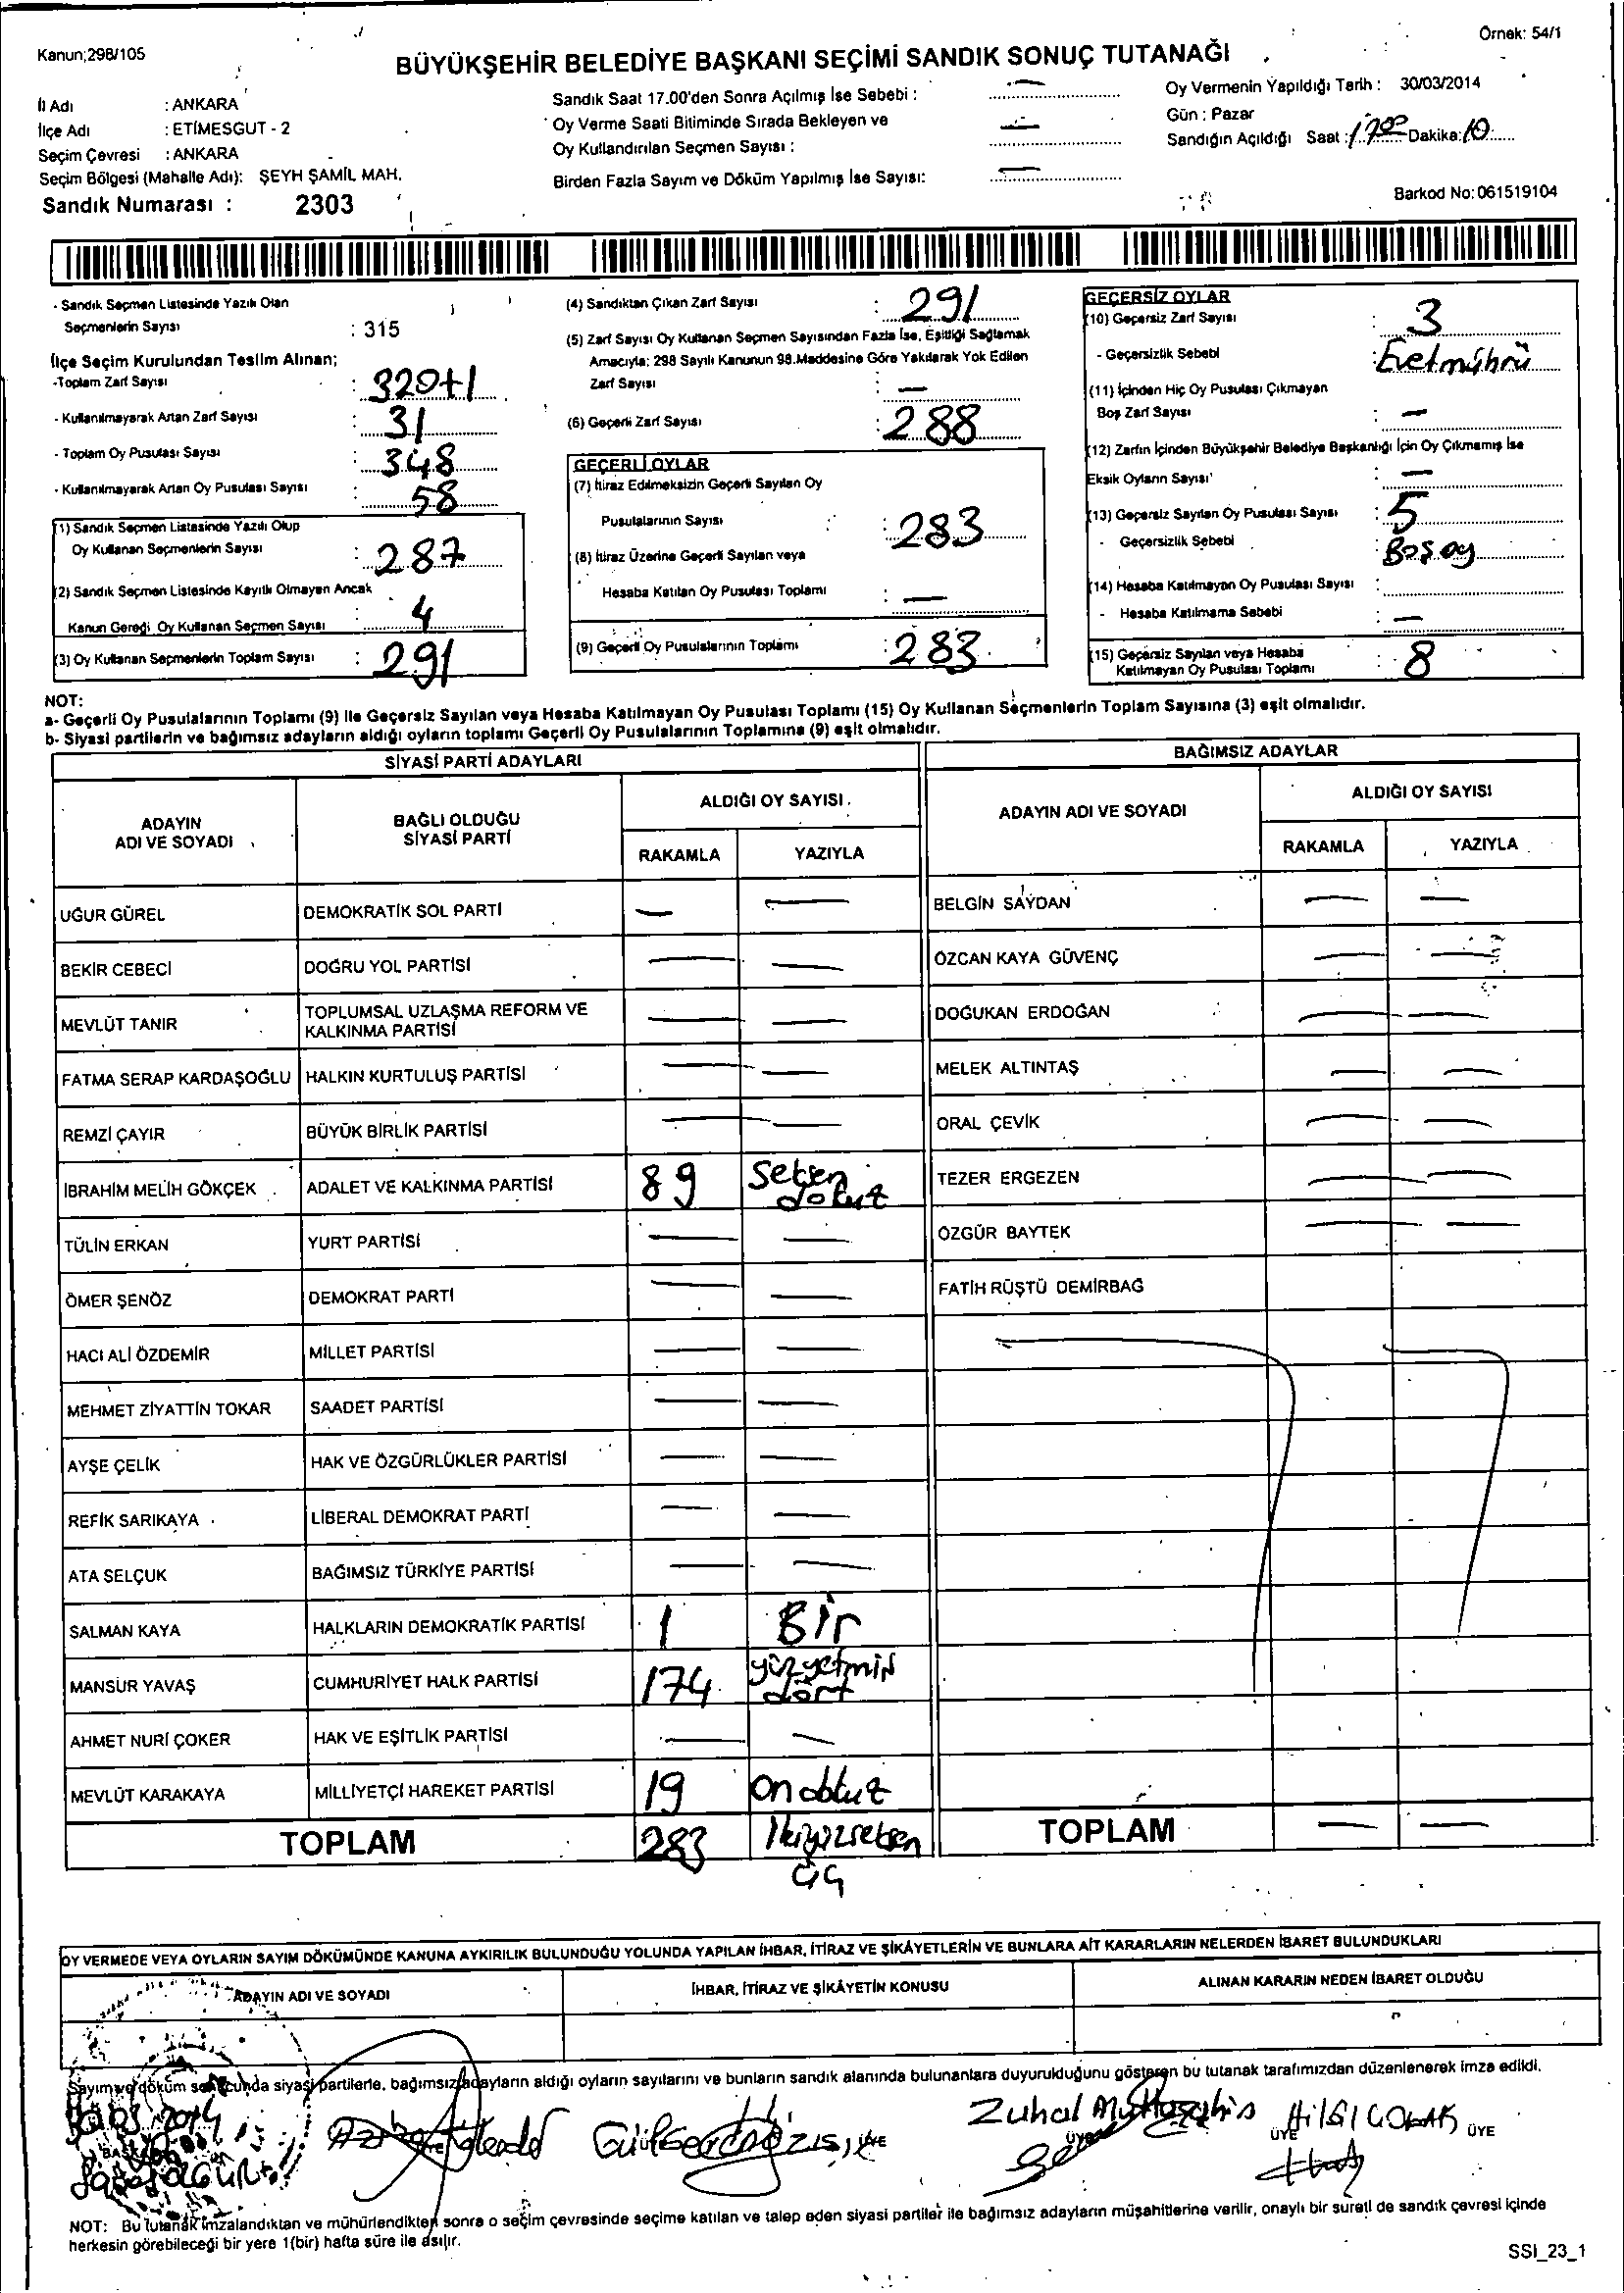 Kanun;298/105
Örnek: 54/1
BÜYÜKŞEHİR BELEDİYE BAŞKANI SEÇİMİ SANDIK SONUÇ TUTANAĞI
İl Adı : ANKARA
İlçe Adı : ETİMESGUT - 2
Seçim Çevresi : ANKARA
Seçim Bölgesi (Mahalle Adı): ŞEYH ŞAMİL MAH.
Sandık Numarası : 2303
Sandık Saat 17.00'den Sonra Açılmış İse Sebebi : —
Oy Verme Saati Bitiminde Sırada Bekleyen ve
Oy Kullandırılan Seçmen Sayısı : —
Birden Fazla Sayım ve Döküm Yapılmış İse Sayısı: —
Oy Vermenin Yapıldığı Tarih : 30/03/2014
Gün : Pazar
Sandığın Açıldığı Saat : 1700 Dakika: 10
Barkod No: 061519104
- Sandık Seçmen Listesinde Yazılı Olan
Seçmenlerin Sayısı : 315
İlçe Seçim Kurulundan Teslim Alınan;
-Toplam Zarf Sayısı : 320+1
- Kullanılmayarak Artan Zarf Sayısı : 31
- Toplam Oy Pusulası Sayısı : 348
- Kullanılmayarak Artan Oy Pusulası Sayısı : 58
(1) Sandık Seçmen Listesinde Yazılı Olup
Oy Kullanan Seçmenlerin Sayısı : 287
(2) Sandık Seçmen Listesinde Kayıtlı Olmayan Ancak
Kanun Gereği Oy Kullanan Seçmen Sayısı : 4
(3) Oy Kullanan Seçmenlerin Toplam Sayısı : 291
(4) Sandıktan Çıkan Zarf Sayısı : 291
(5) Zarf Sayısı Oy Kullanan Seçmen Sayısından Fazla İse, Eşitliği Sağlamak
Amacıyla; 298 Sayılı Kanunun 98.Maddesine Göre Yakılarak Yok Edilen
Zarf Sayısı : —
(6) Geçerli Zarf Sayısı : 288
GEÇERLİ OYLAR
(7) İtiraz Edilmeksizin Geçerli Sayılan Oy
Pusulalarının Sayısı : 283
(8) İtiraz Üzerine Geçerli Sayılan veya
Hesaba Katılan Oy Pusulası Toplamı : —
(9) Geçerli Oy Pusulalarının Toplamı : 283
GEÇERSİZ OYLAR
(10) Geçersiz Zarf Sayısı : 3
- Geçersizlik Sebebi : Evet mührü
(11) İçinden Hiç Oy Pusulası Çıkmayan
Boş Zarf Sayısı : —
(12) Zarfın İçinden Büyükşehir Belediye Başkanlığı İçin Oy Çıkmamış İse
Eksik Oyların Sayısı : —
(13) Geçersiz Sayılan Oy Pusulası Sayısı : 5
- Geçersizlik Sebebi : Boş oy
(14) Hesaba Katılmayan Oy Pusulası Sayısı :
- Hesaba Katılmama Sebebi : —
(15) Geçersiz Sayılan veya Hesaba
Katılmayan Oy Pusulası Toplamı : 8
NOT:
a- Geçerli Oy Pusulalarının Toplamı (9) ile Geçersiz Sayılan veya Hesaba Katılmayan Oy Pusulası Toplamı (15) Oy Kullanan Seçmenlerin Toplam Sayısına (3) eşit olmalıdır.
b- Siyasi partilerin ve bağımsız adayların aldığı oyların toplamı Geçerli Oy Pusulalarının Toplamına (9) eşit olmalıdır.
SİYASİ PARTİ ADAYLARI
ADAYIN ADI VE SOYADI
BAĞLI OLDUĞU SİYASİ PARTİ
ALDIĞI OY SAYISI
RAKAMLA YAZIYLA
UĞUR GÜREL DEMOKRATİK SOL PARTİ — —
BEKİR CEBECİ DOĞRU YOL PARTİSİ — —
MEVLÜT TANIR TOPLUMSAL UZLAŞMA REFORM VE KALKINMA PARTİSİ — —
FATMA SERAP KARDAŞOĞLU HALKIN KURTULUŞ PARTİSİ — —
REMZİ ÇAYIR BÜYÜK BİRLİK PARTİSİ — —
İBRAHİM MELİH GÖKÇEK ADALET VE KALKINMA PARTİSİ 89 Seksen dokuz
TÜLİN ERKAN YURT PARTİSİ — —
ÖMER ŞENÖZ DEMOKRAT PARTİ — —
HACI ALİ ÖZDEMİR MİLLET PARTİSİ — —
MEHMET ZİYATTİN TOKAR SAADET PARTİSİ — —
AYŞE ÇELİK HAK VE ÖZGÜRLÜKLER PARTİSİ — —
REFİK SARIKAYA LİBERAL DEMOKRAT PARTİ — —
ATA SELÇUK BAĞIMSIZ TÜRKİYE PARTİSİ — —
SALMAN KAYA HALKLARIN DEMOKRATİK PARTİSİ 1 Bir
MANSUR YAVAŞ CUMHURİYET HALK PARTİSİ 174 yüzyetmiş dört
AHMET NURİ ÇOKER HAK VE EŞİTLİK PARTİSİ — —
MEVLÜT KARAKAYA MİLLİYETÇİ HAREKET PARTİSİ 19 On dokuz
TOPLAM 283 İkiyüzseksen üç
BAĞIMSIZ ADAYLAR
ADAYIN ADI VE SOYADI
ALDIĞI OY SAYISI
RAKAMLA YAZIYLA
BELGİN SAYDAN — —
ÖZCAN KAYA GÜVENÇ — —
DOĞUKAN ERDOĞAN — —
MELEK ALTINTAŞ — —
ORAL ÇEVİK — —
TEZER ERGEZEN — —
ÖZGÜR BAYTEK — —
FATİH RÜŞTÜ DEMİRBAĞ
TOPLAM — —
OY VERMEDE VEYA OYLARIN SAYIM DÖKÜMÜNDE KANUNA AYKIRILIK BULUNDUĞU YOLUNDA YAPILAN İHBAR, İTİRAZ VE ŞİKÂYETLERİN VE BUNLARA AİT KARARLARIN NELERDEN İBARET BULUNDUKLARI
ADAYIN ADI VE SOYADI
İHBAR, İTİRAZ VE ŞİKÂYETİN KONUSU
ALINAN KARARIN NEDEN İBARET OLDUĞU
Sayım ve döküm sonucunda siyasi partilerle, bağımsız adayların aldığı oyların sayılarını ve bunların sandık alanında bulunanlara duyurulduğunu gösteren bu tutanak tarafımızdan düzenlenerek imza edildi.
30.03.2014
BAŞKAN
ÜYE
Zuhal
ÜYE
ÜYE
ÜYE
NOT: Bu tutanak imzalandıktan ve mühürlendikten sonra o seçim çevresinde seçime katılan ve talep eden siyasi partiler ile bağımsız adayların müşahitlerine verilir, onaylı bir sureti de sandık çevresi içinde
herkesin görebileceği bir yere 1(bir) hafta süre ile asılır.
SSI_23_1